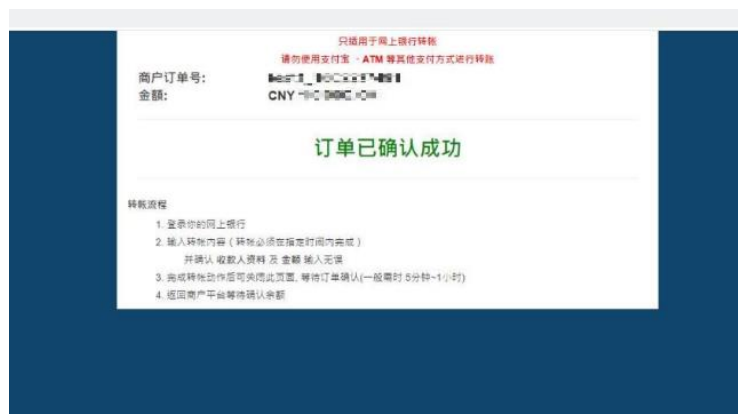 只适用于网上银行转账
请勿使用支付宝、ATM 等其他支付方式进行转账
商户订单号:
金额: CNY
订单已确认成功
转账流程
1. 登录你的网上银行
2. 输入转账内容 ( 转账必须在指定时间内完成 )
并确认 收款人资料 及 金额 输入无误
3. 完成转账动作后可关闭此页面, 等待订单确认(一般需时 5分钟~1小时)
4. 返回商户平台等待确认余额